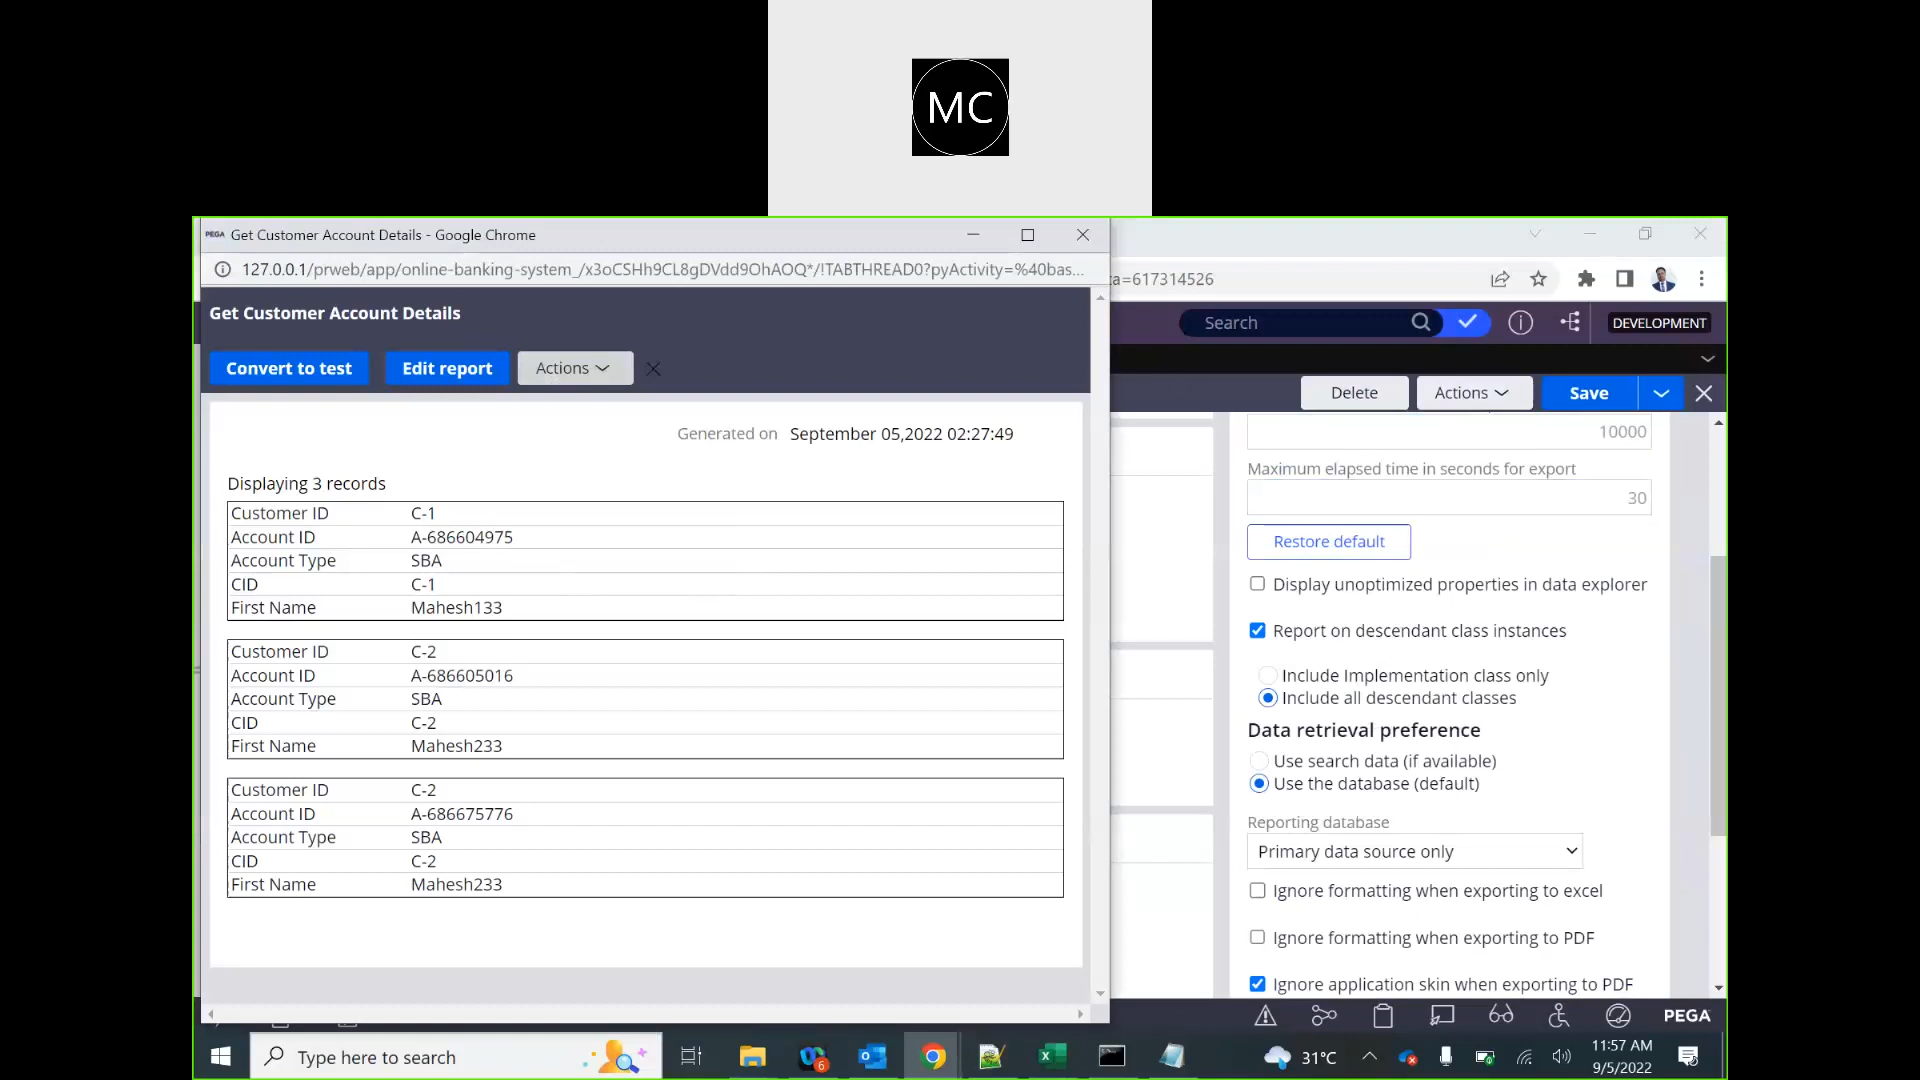 MC
PEGA Get Customer Account Details - Google Chrome
127.0.0.1/prweb/app/online-banking-system_/x3oCSHh9CL8gDVdd9OhAOQ*/!TABTHREAD0?pyActivity=%40bas...
Get Customer Account Details
Convert to test Edit report Actions
Generated on September 05,2022 02:27:49
Displaying 3 records
Customer ID C-1
Account ID A-686604975
Account Type SBA
CID C-1
First Name Mahesh133
Customer ID C-2
Account ID A-686605016
Account Type SBA
CID C-2
First Name Mahesh233
Customer ID C-2
Account ID A-686675776
Account Type SBA
CID C-2
First Name Mahesh233
a=617314526
Search DEVELOPMENT
Delete Actions Save
10000
Maximum elapsed time in seconds for export
30
Restore default
Display unoptimized properties in data explorer
Report on descendant class instances
Include Implementation class only
Include all descendant classes
Data retrieval preference
Use search data (if available)
Use the database (default)
Reporting database
Primary data source only
Ignore formatting when exporting to excel
Ignore formatting when exporting to PDF
Ignore application skin when exporting to PDF
PEGA
Type here to search
6
31°C
11:57 AM
9/5/2022